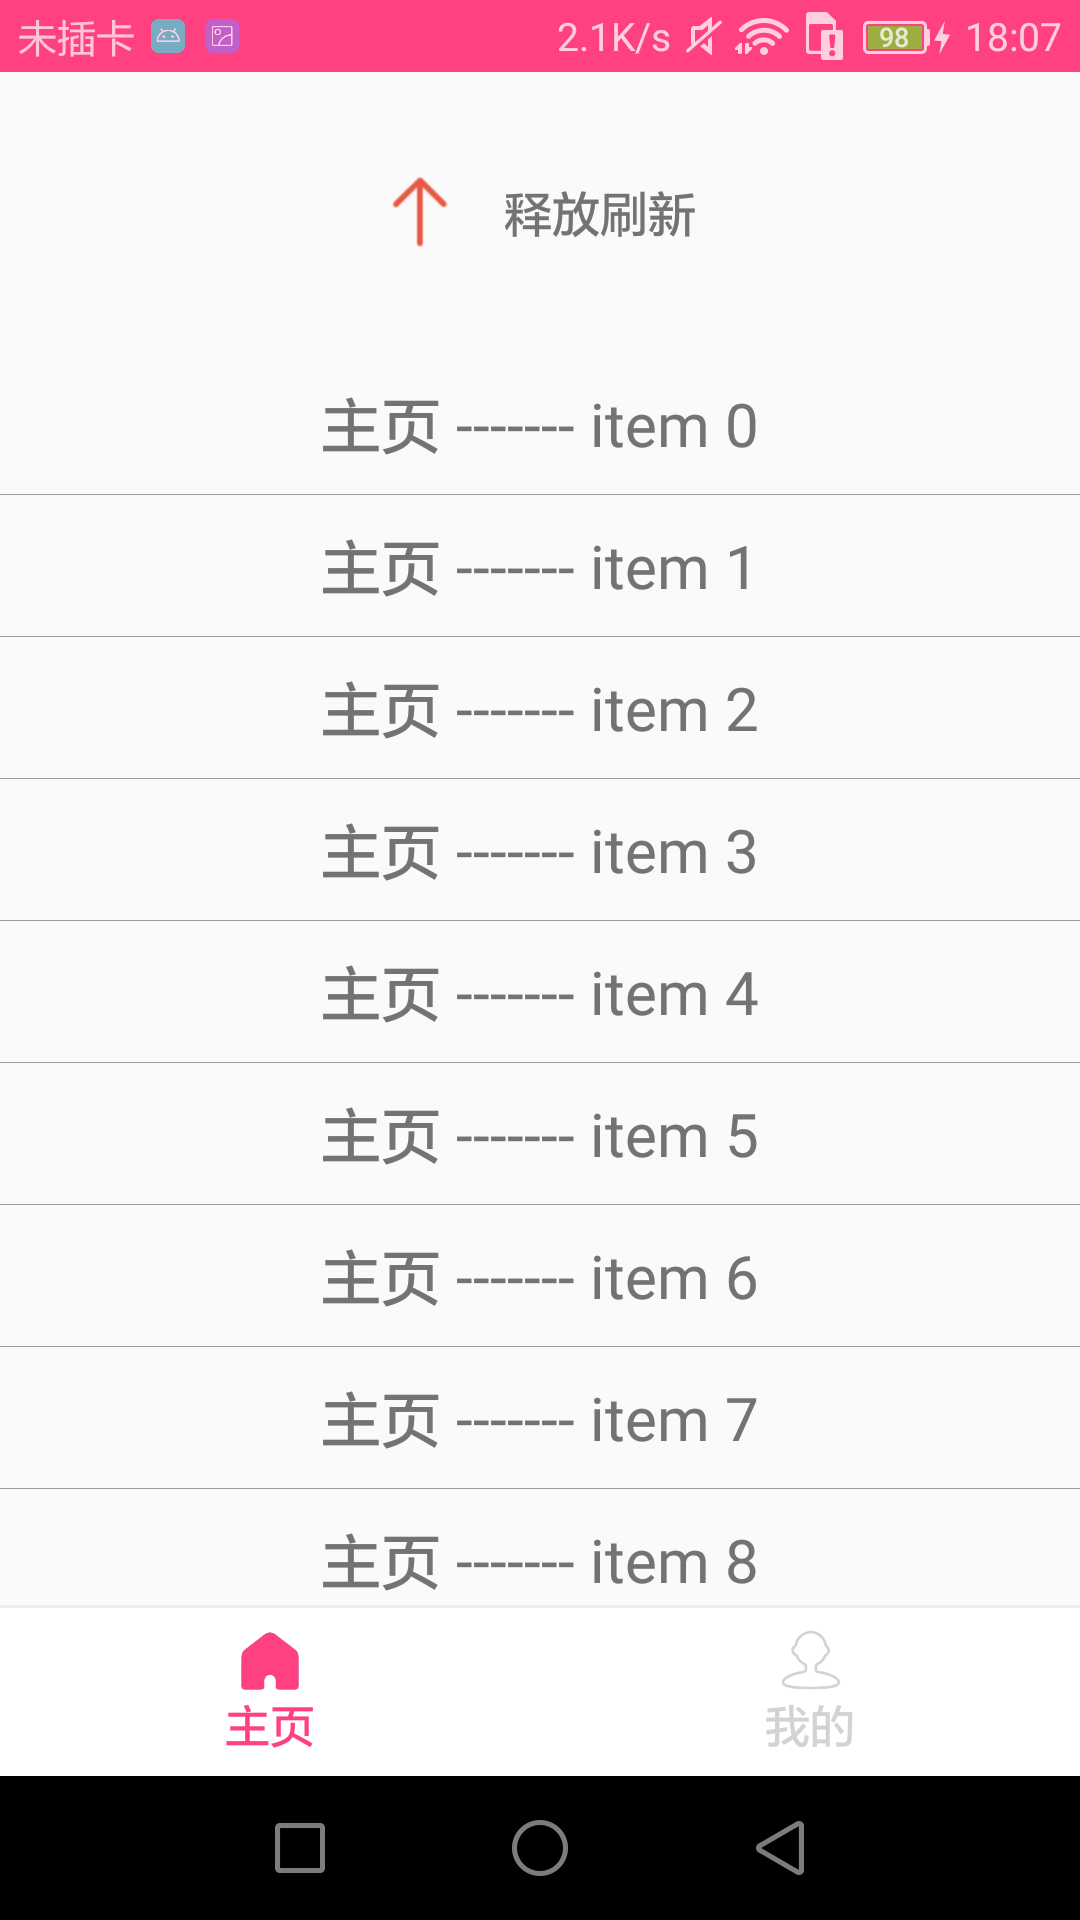 未插卡 2.1K/s 98 18:07
释放刷新
主页 ------- item 0
主页 ------- item 1
主页 ------- item 2
主页 ------- item 3
主页 ------- item 4
主页 ------- item 5
主页 ------- item 6
主页 ------- item 7
主页 ------- item 8
主页 我的